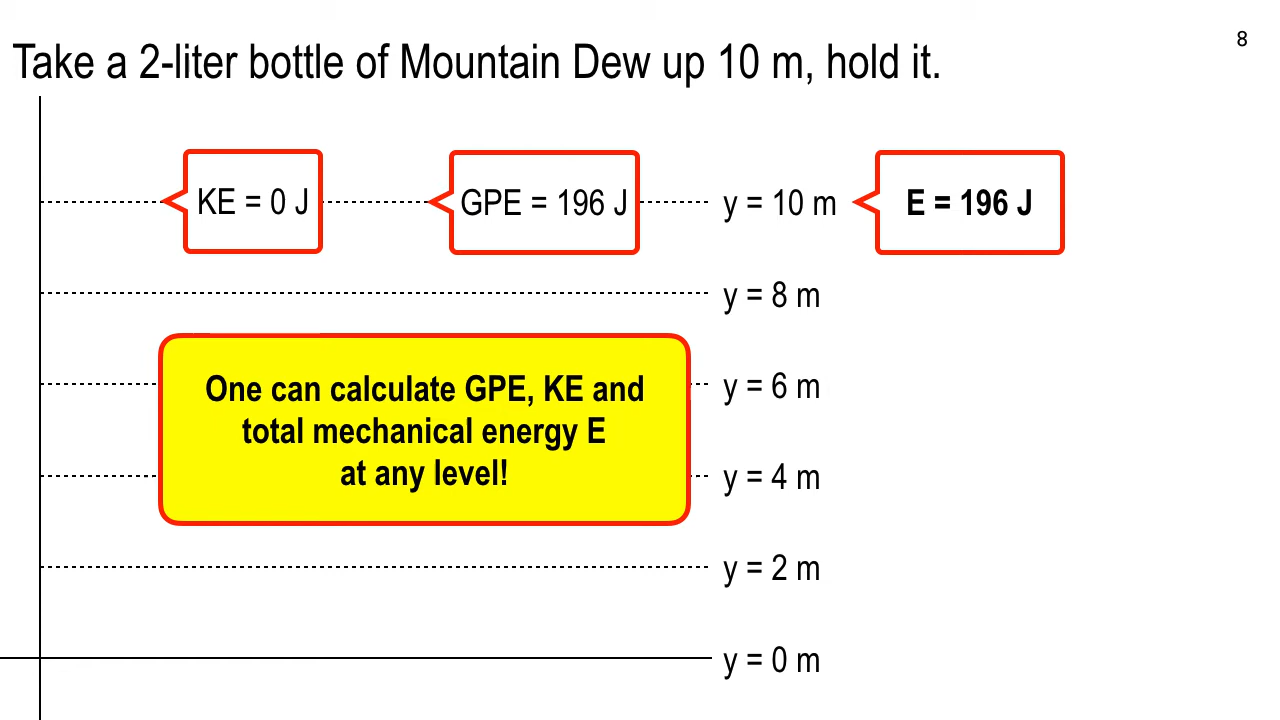 8
Take a 2-liter bottle of Mountain Dew up 10 m, hold it.
KE = 0 J
GPE = 196 J
y = 10 m
E = 196 J
y = 8 m
One can calculate GPE, KE and
total mechanical energy E
at any level!
y = 6 m
y = 4 m
y = 2 m
y = 0 m